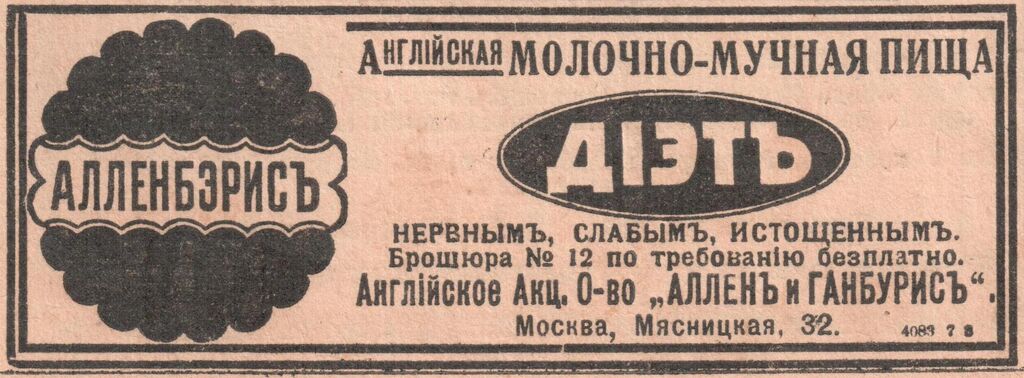 АЛЛЕНБЭРИСЪ
АНГЛІЙСКАЯ МОЛОЧНО-МУЧНАЯ ПИЩА
ДІЭТЪ
НЕРВНЫМЪ, СЛАБЫМЪ, ИСТОЩЕННЫМЪ.
Брошюра № 12 по требованію безплатно.
Англійское Акц. О-во „АЛЛЕНЪ и ГАНБУРИСЪ“.
Москва, Мясницкая, 32.
4083 7 3